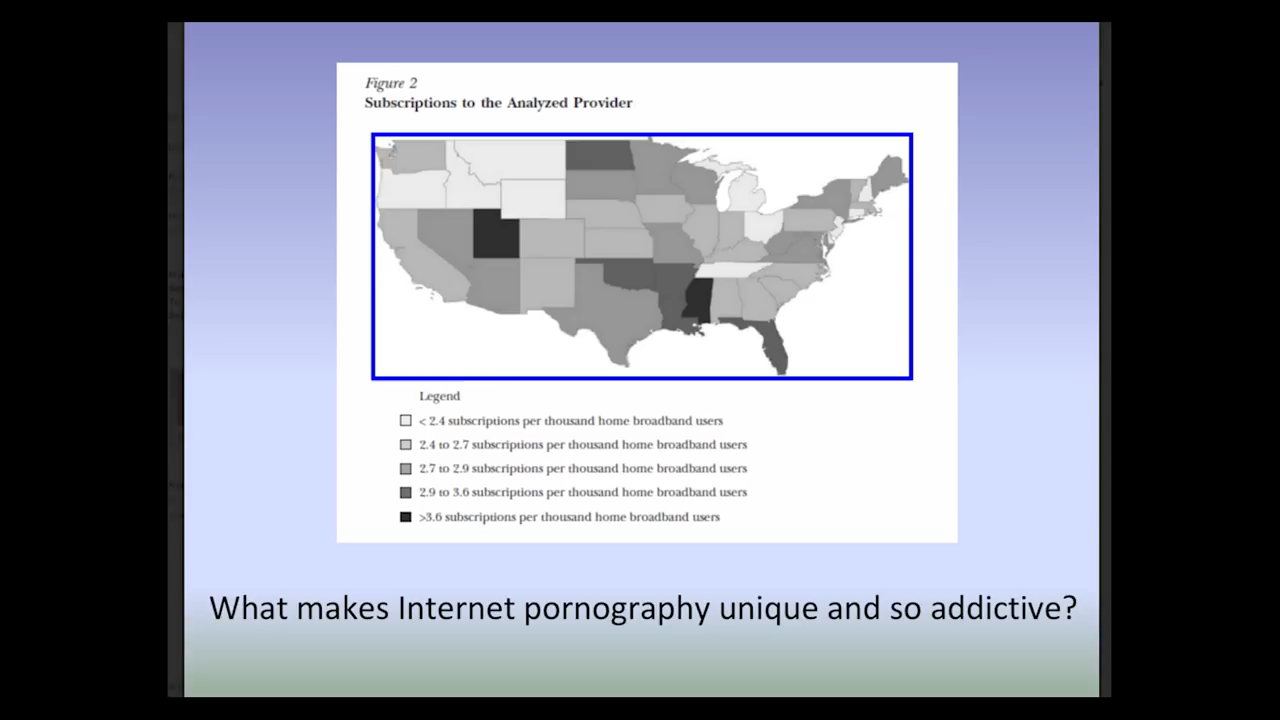 Figure 2
Subscriptions to the Analyzed Provider
Legend
< 2.4 subscriptions per thousand home broadband users
2.4 to 2.7 subscriptions per thousand home broadband users
2.7 to 2.9 subscriptions per thousand home broadband users
2.9 to 3.6 subscriptions per thousand home broadband users
>3.6 subscriptions per thousand home broadband users
What makes Internet pornography unique and so addictive?